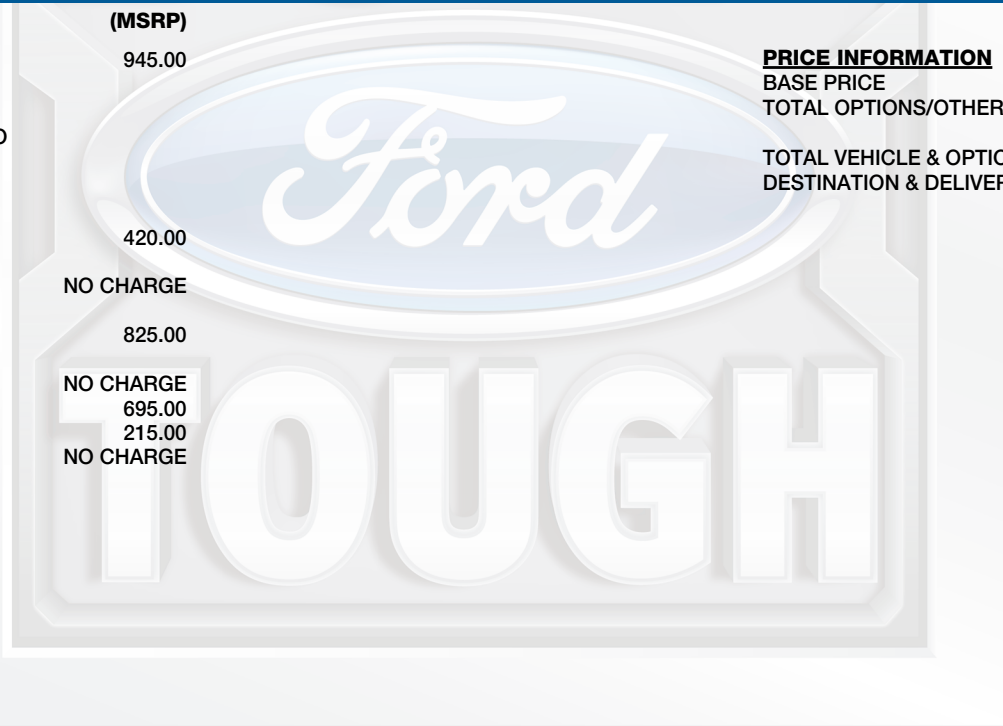 (MSRP)
945.00
420.00
NO CHARGE
825.00
NO CHARGE
695.00
215.00
NO CHARGE
PRICE INFORMATION
BASE PRICE
TOTAL OPTIONS/OTHER
TOTAL VEHICLE & OPTIO
DESTINATION & DELIVER
Ford
TOUGH